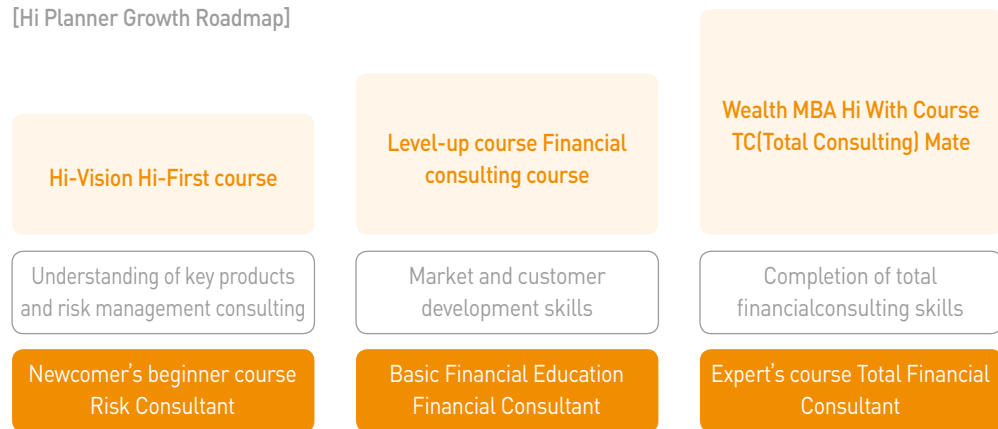 [Hi Planner Growth Roadmap]
Hi-Vision Hi-First course
Understanding of key products
and risk management consulting
Newcomer's beginner course
Risk Consultant
Level-up course Financial
consulting course
Market and customer
development skills
Basic Financial Education
Financial Consultant
Wealth MBA Hi With Course
TC(Total Consulting) Mate
Completion of total
financialconsulting skills
Expert's course Total Financial
Consultant